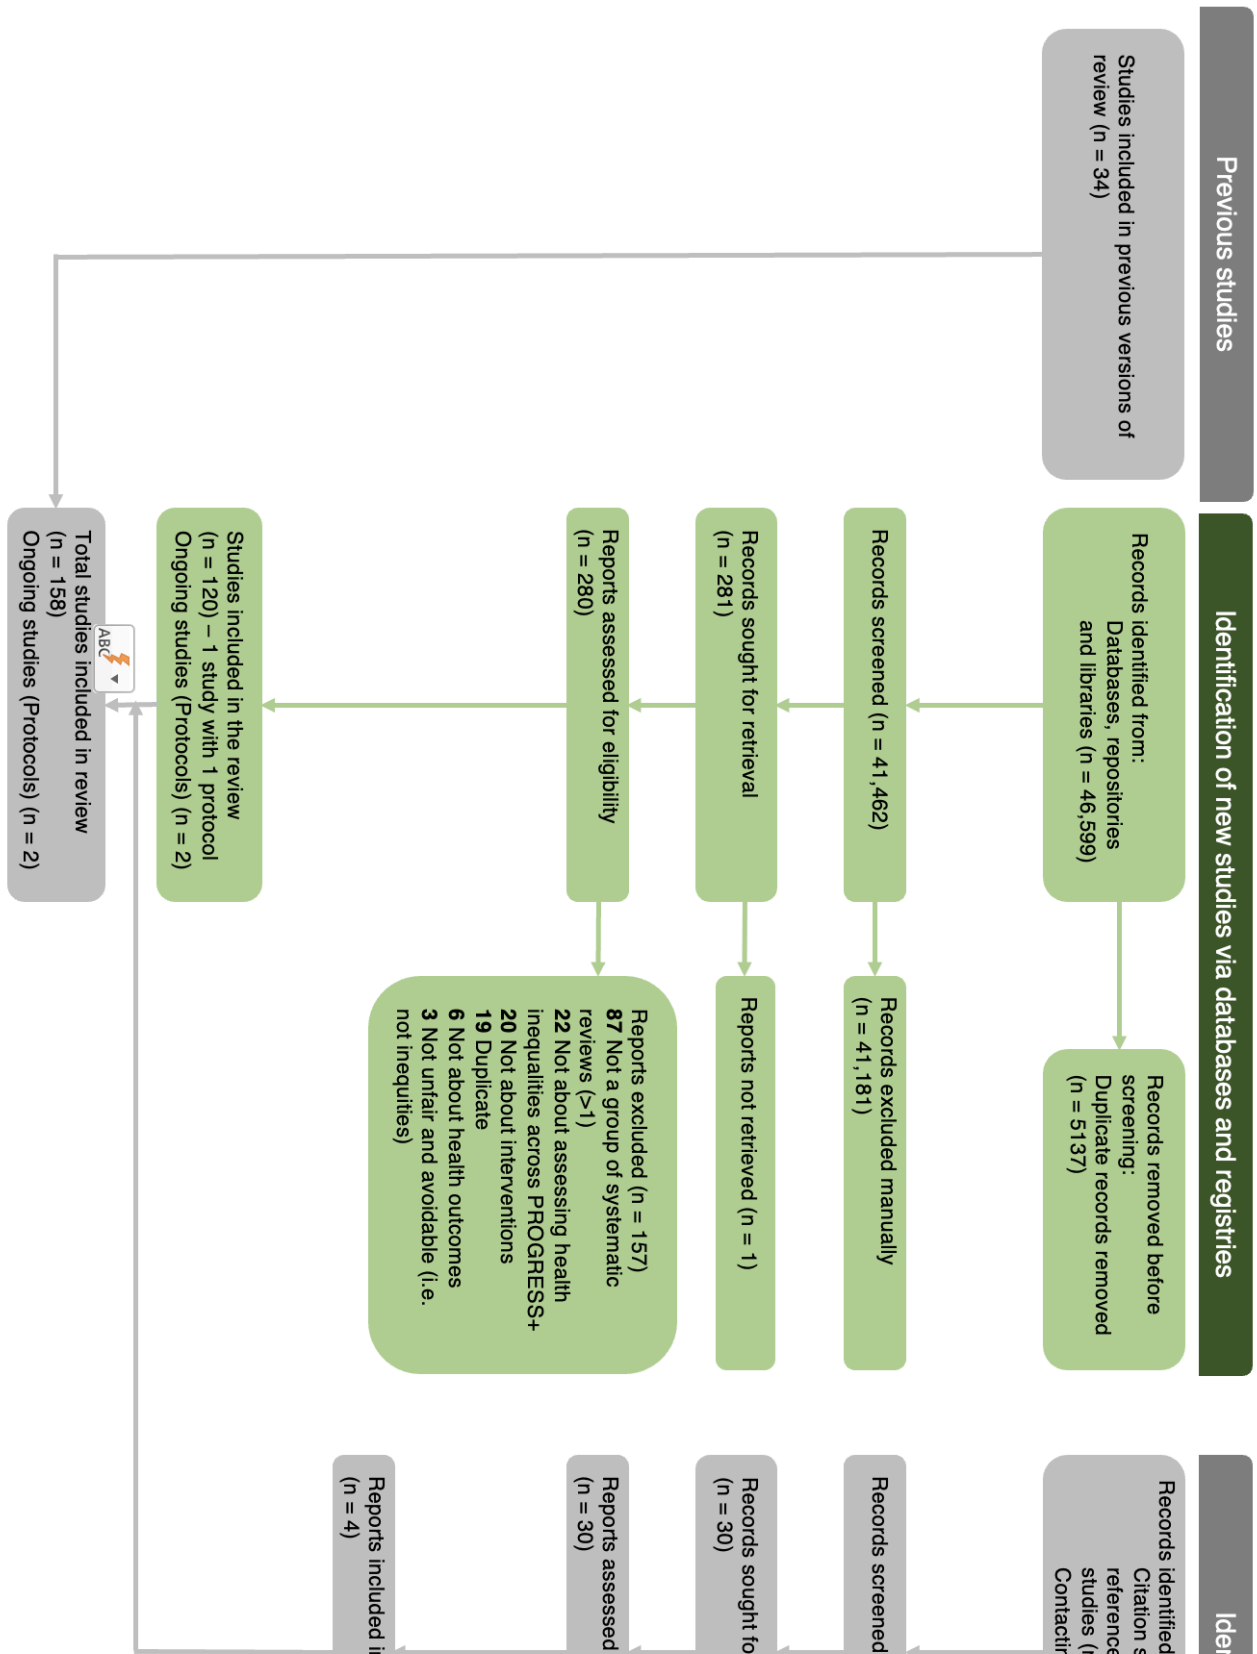 Previous studies
Studies included in previous versions of
review (n = 34)
Identification of new studies via databases and registries
Records identified from:
Databases, repositories
and libraries (n = 46,599)
Records removed before
screening:
Duplicate records removed
(n = 5137)
Records screened (n = 41,462)
Records excluded manually
(n = 41,181)
Records sought for retrieval
(n = 281)
Reports not retrieved (n = 1)
Reports assessed for eligibility
(n = 280)
Reports excluded (n = 157)
87 Not a group of systematic
reviews (>1)
22 Not about assessing health
inequalities across PROGRESS+
20 Not about interventions
19 Duplicate
6 Not about health outcomes
3 Not unfair and avoidable (i.e.
not inequities)
Studies included in the review
(n = 120) – 1 study with 1 protocol
Ongoing studies (Protocols) (n = 2)
ABC
Total studies included in review
(n = 158)
Ongoing studies (Protocols) (n = 2)
Records identified
Citation
reference
studies
Records screened
Records sought
(n = 30)
Reports assessed
(n = 30)
Reports included
(n = 4)